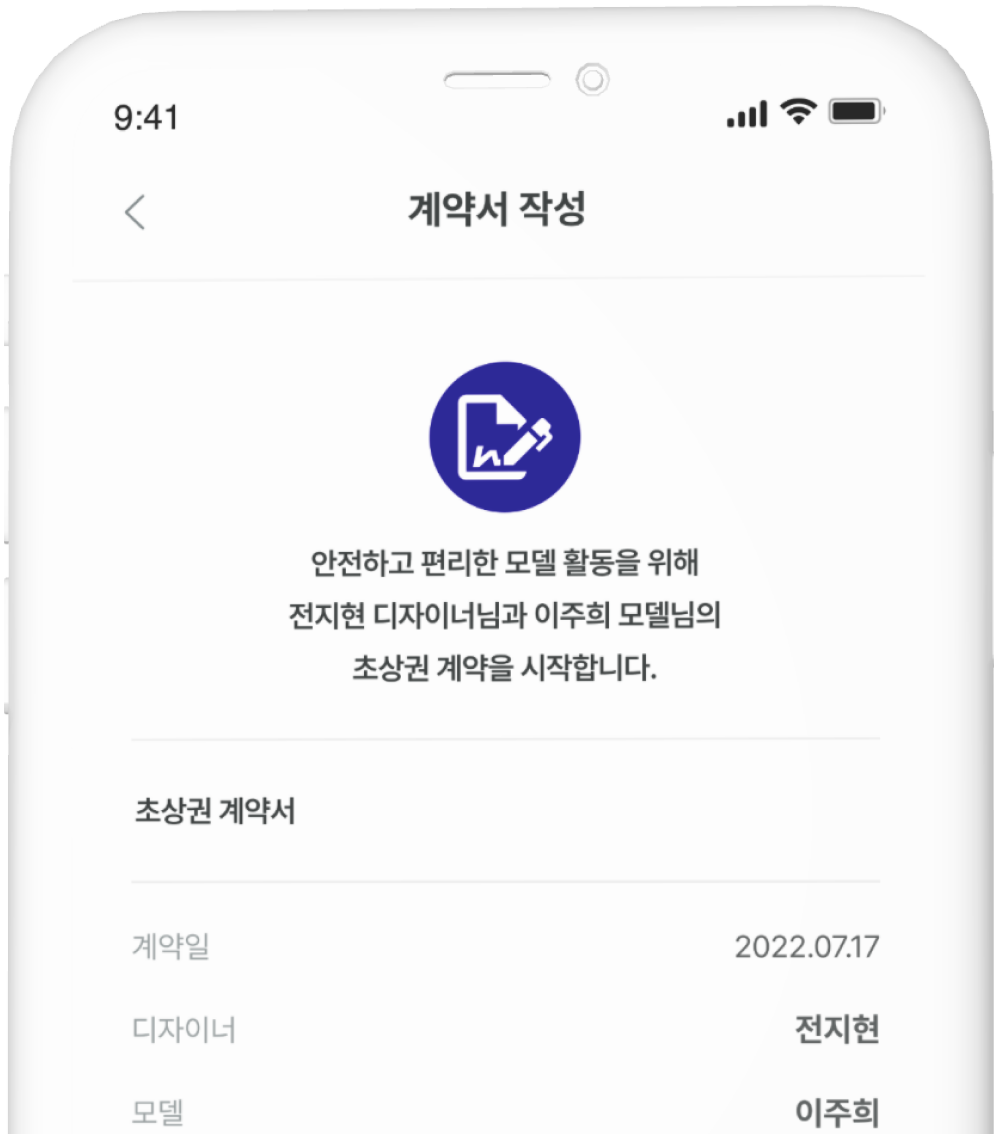 9:41
계약서 작성
안전하고 편리한 모델 활동을 위해
전지현 디자이너님과 이주희 모델님의
초상권 계약을 시작합니다.
초상권 계약서
계약일 2022.07.17
디자이너 전지현
모델 이주희